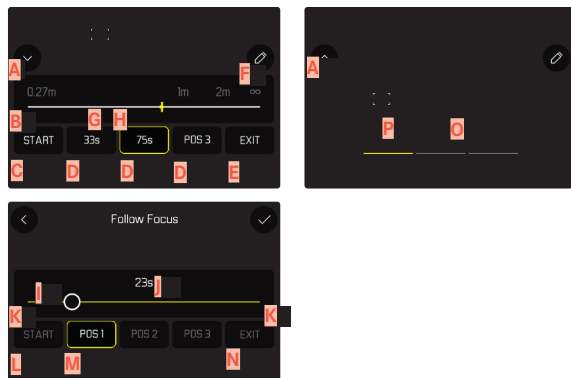 A
F
A
0.27m 1m 2m ∞
B
G H
START 33s 75s POS 3 EXIT
C D D D E
P O
Follow Focus
I 23s J
K K
START POS 1 POS 2 POS 3 EXIT
L M N